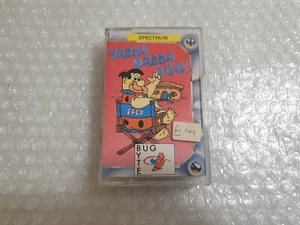 SPECTRUM
YABBA
DABBA
DOO!
FRED
BUG
BYTE